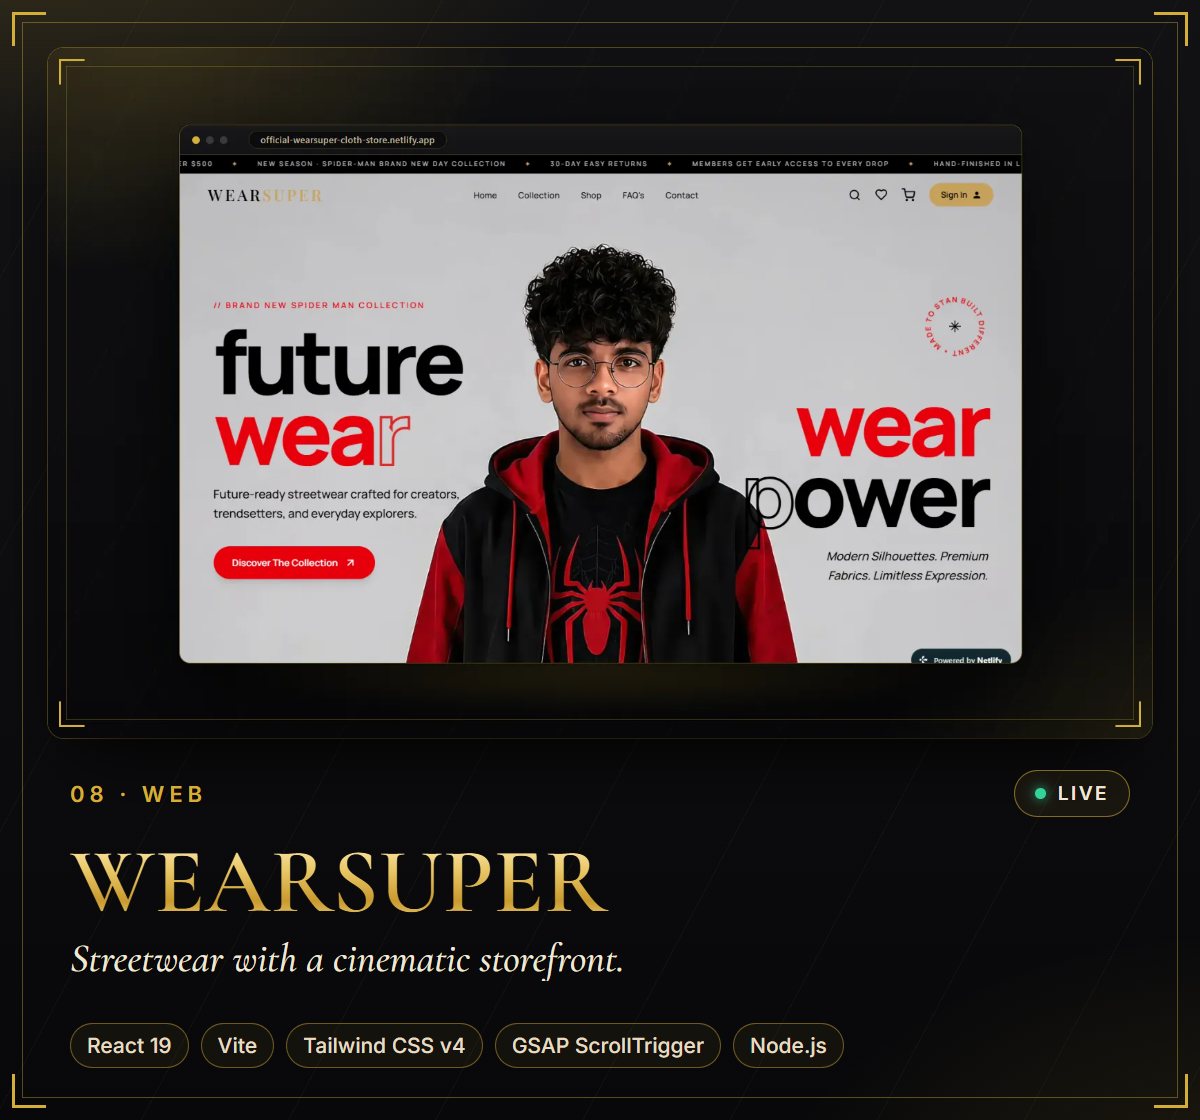 official-wearsuper-cloth-store.netlify.app
R $500 ✦ NEW SEASON · SPIDER-MAN BRAND NEW DAY COLLECTION ✦ 30-DAY EASY RETURNS ✦ MEMBERS GET EARLY ACCESS TO EVERY DROP ✦ HAND-FINISHED IN L
WEARSUPER
Home Collection Shop FAQ's Contact
Sign in
// BRAND NEW SPIDER MAN COLLECTION
future
wear
Future-ready streetwear crafted for creators,
trendsetters, and everyday explorers.
Discover The Collection
MADE TO STAN BUILT DIFFERENT •
wear
power
Modern Silhouettes. Premium
Fabrics. Limitless Expression.
Powered by Netlify
08 · WEB
LIVE
WEARSUPER
Streetwear with a cinematic storefront.
React 19
Vite
Tailwind CSS v4
GSAP ScrollTrigger
Node.js